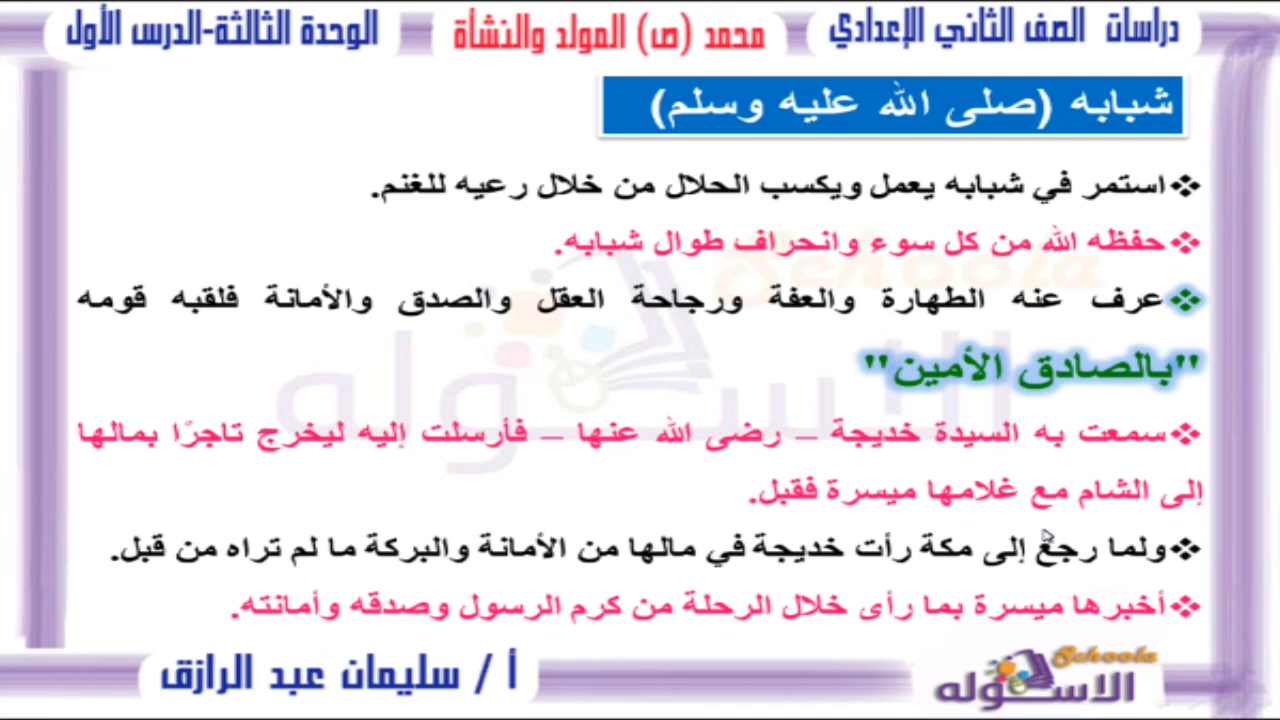 دراسات الصف الثاني الإعدادي
محمد (ص) المولد والنشأة
الوحدة الثالثة-الدرس الأول
شبابه (صلى الله عليه وسلم)
❖استمر في شبابه يعمل ويكسب الحلال من خلال رعيه للغنم.
❖حفظه الله من كل سوء وانحراف طوال شبابه.
❖عرف عنه الطهارة والعفة ورجاحة العقل والصدق والأمانة فلقبه قومه
"بالصادق الأمين"
❖سمعت به السيدة خديجة – رضى الله عنها – فأرسلت إليه ليخرج تاجرًا بمالها
إلى الشام مع غلامها ميسرة فقبل.
❖ولما رجع إلى مكة رأت خديجة في مالها من الأمانة والبركة ما لم تراه من قبل.
❖أخبرها ميسرة بما رأى خلال الرحلة من كرم الرسول وصدقه وأمانته.
أ / سليمان عبد الرازق
Schoola
الاسكوله